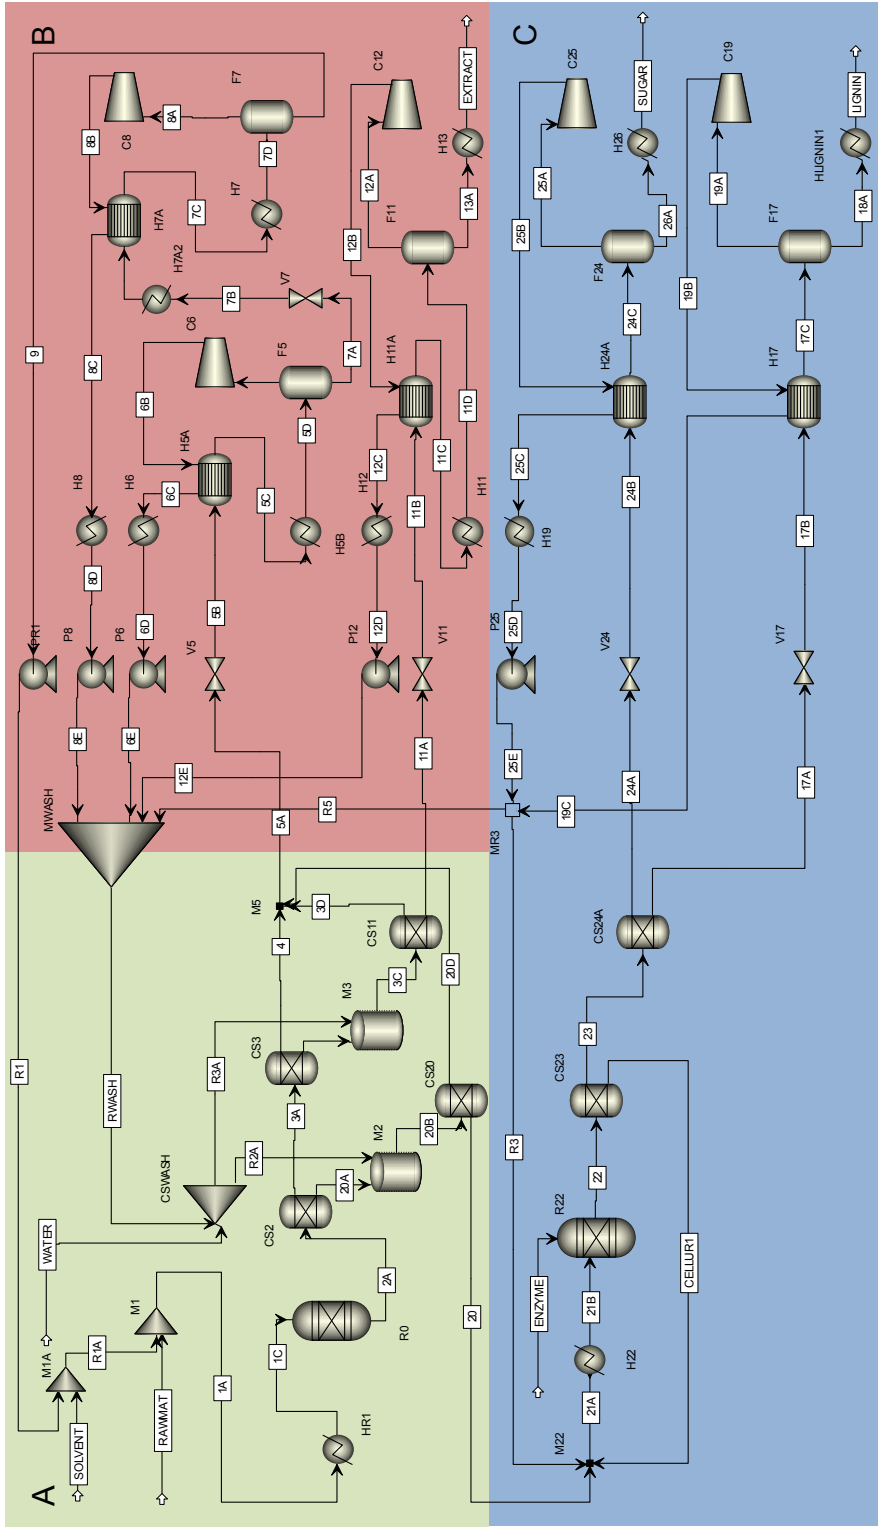 A
SOLVENT
M1A
R1A
WATER
RAWMAT
M1
1A
HR1
1C
R0
2A
CS2
20A
M2
20B
CS20
20D
20
CSWASH
R2A
R3A
RWASH
R1
3A
CS3
M3
3C
CS11
3D
4
M5
5A
B
MWASH
8E
6E
12E
R5
PR1
P8
P6
9
8D
H8
8C
6D
H6
6C
V5
5B
H5A
6B
5C
H5B
5D
F5
C6
7A
V7
7B
H7A2
H7A
8B
C8
8A
7C
H7
7D
F7
11A
V11
P12
12D
H12
12C
11B
H11A
11C
H11
11D
12B
F11
12A
C12
13A
H13
EXTRACT
C
M22
21A
H22
21B
ENZYME
R22
22
CELLUR1
R3
CS23
23
CS24A
24A
17A
MR3
19C
25E
P25
25D
H19
25C
V24
24B
H24A
24C
25B
F24
25A
C25
26A
H26
SUGAR
V17
17B
H17
17C
19B
F17
19A
C19
18A
HLIGNIN1
LIGNIN